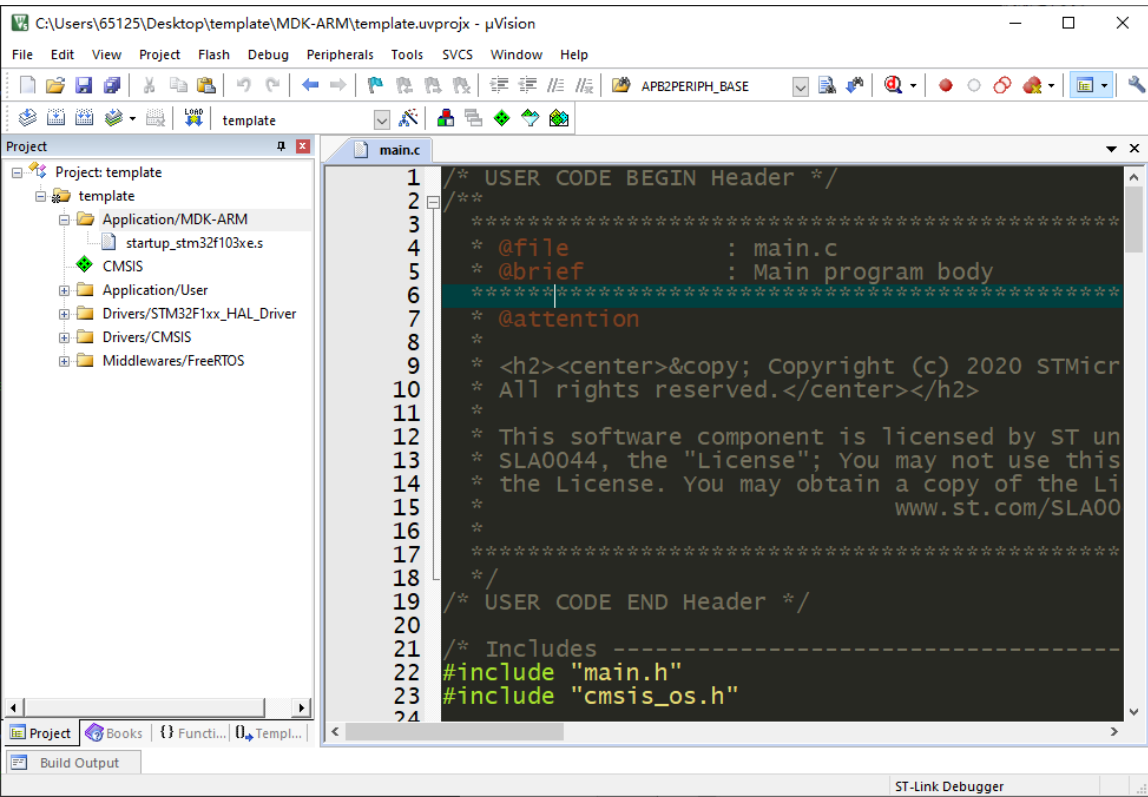 C:\Users\65125\Desktop\template\MDK-ARM\template.uvprojx - µVision
File Edit View Project Flash Debug Peripherals Tools SVCS Window Help
APB2PERIPH_BASE
LOAD template
Project
main.c
Project: template
template
Application/MDK-ARM
startup_stm32f103xe.s
CMSIS
Application/User
Drivers/STM32F1xx_HAL_Driver
Drivers/CMSIS
Middlewares/FreeRTOS
1 /* USER CODE BEGIN Header */
2 /**
3 ************************************************
4 * @file : main.c
5 * @brief : Main program body
6 ************************************************
7 * @attention
8 *
9 * <h2><center>&copy; Copyright (c) 2020 STMicr
10 * All rights reserved.</center></h2>
11 *
12 * This software component is licensed by ST un
13 * SLA0044, the "License"; You may not use this
14 * the License. You may obtain a copy of the Li
15 * www.st.com/SLA00
16 *
17 ************************************************
18 */
19 /* USER CODE END Header */
20
21 /* Includes ------------------------------------
22 #include "main.h"
23 #include "cmsis_os.h"
24
Project Books {} Functi... 0 Templ...
Build Output
ST-Link Debugger